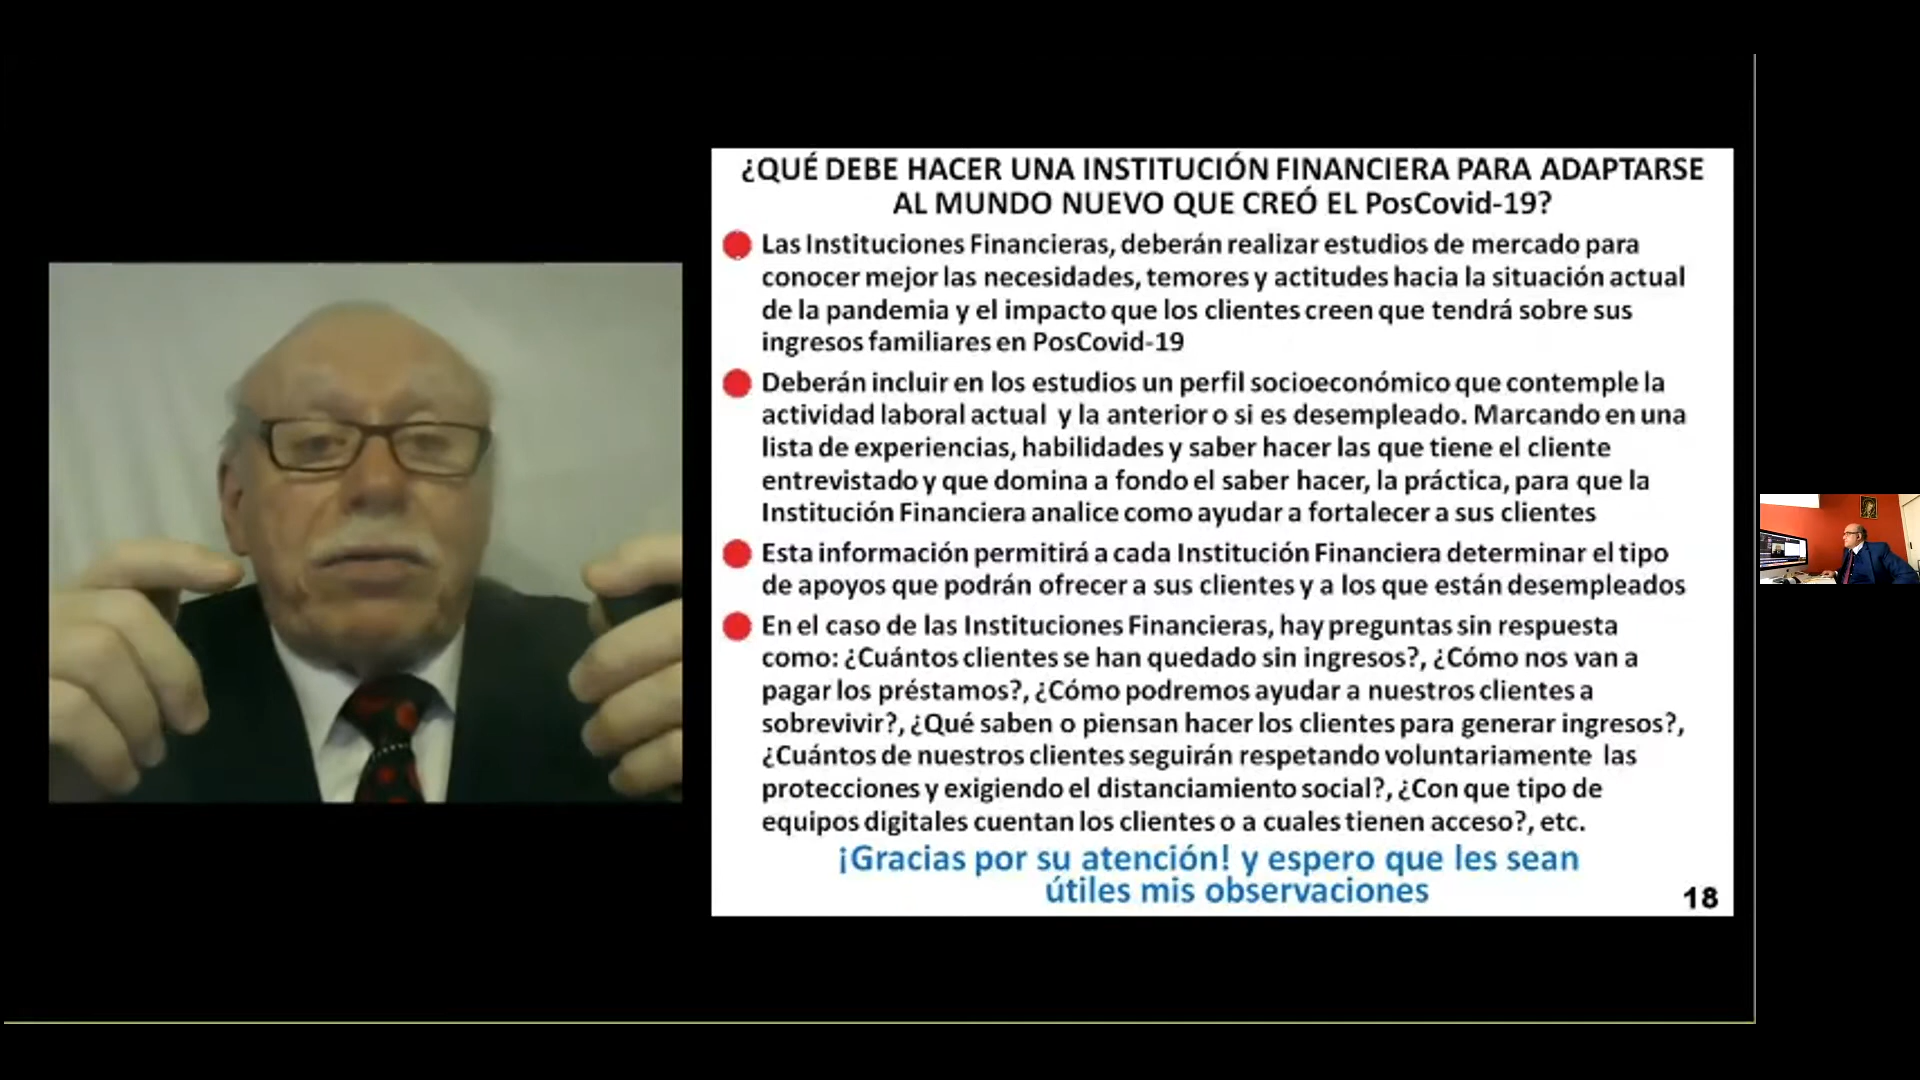 ¿QUÉ DEBE HACER UNA INSTITUCIÓN FINANCIERA PARA ADAPTARSE
AL MUNDO NUEVO QUE CREÓ EL PosCovid-19?
Las Instituciones Financieras, deberán realizar estudios de mercado para
conocer mejor las necesidades, temores y actitudes hacia la situación actual
de la pandemia y el impacto que los clientes creen que tendrá sobre sus
ingresos familiares en PosCovid-19
Deberán incluir en los estudios un perfil socioeconómico que contemple la
actividad laboral actual y la anterior o si es desempleado. Marcando en una
lista de experiencias, habilidades y saber hacer las que tiene el cliente
entrevistado y que domina a fondo el saber hacer, la práctica, para que la
Institución Financiera analice como ayudar a fortalecer a sus clientes
Esta información permitirá a cada Institución Financiera determinar el tipo
de apoyos que podrán ofrecer a sus clientes y a los que están desempleados
En el caso de las Instituciones Financieras, hay preguntas sin respuesta
como: ¿Cuántos clientes se han quedado sin ingresos?, ¿Cómo nos van a
pagar los préstamos?, ¿Cómo podremos ayudar a nuestros clientes a
sobrevivir?, ¿Qué saben o piensan hacer los clientes para generar ingresos?,
¿Cuántos de nuestros clientes seguirán respetando voluntariamente las
protecciones y exigiendo el distanciamiento social?, ¿Con que tipo de
equipos digitales cuentan los clientes o a cuales tienen acceso?, etc.
¡Gracias por su atención! y espero que les sean
útiles mis observaciones
18